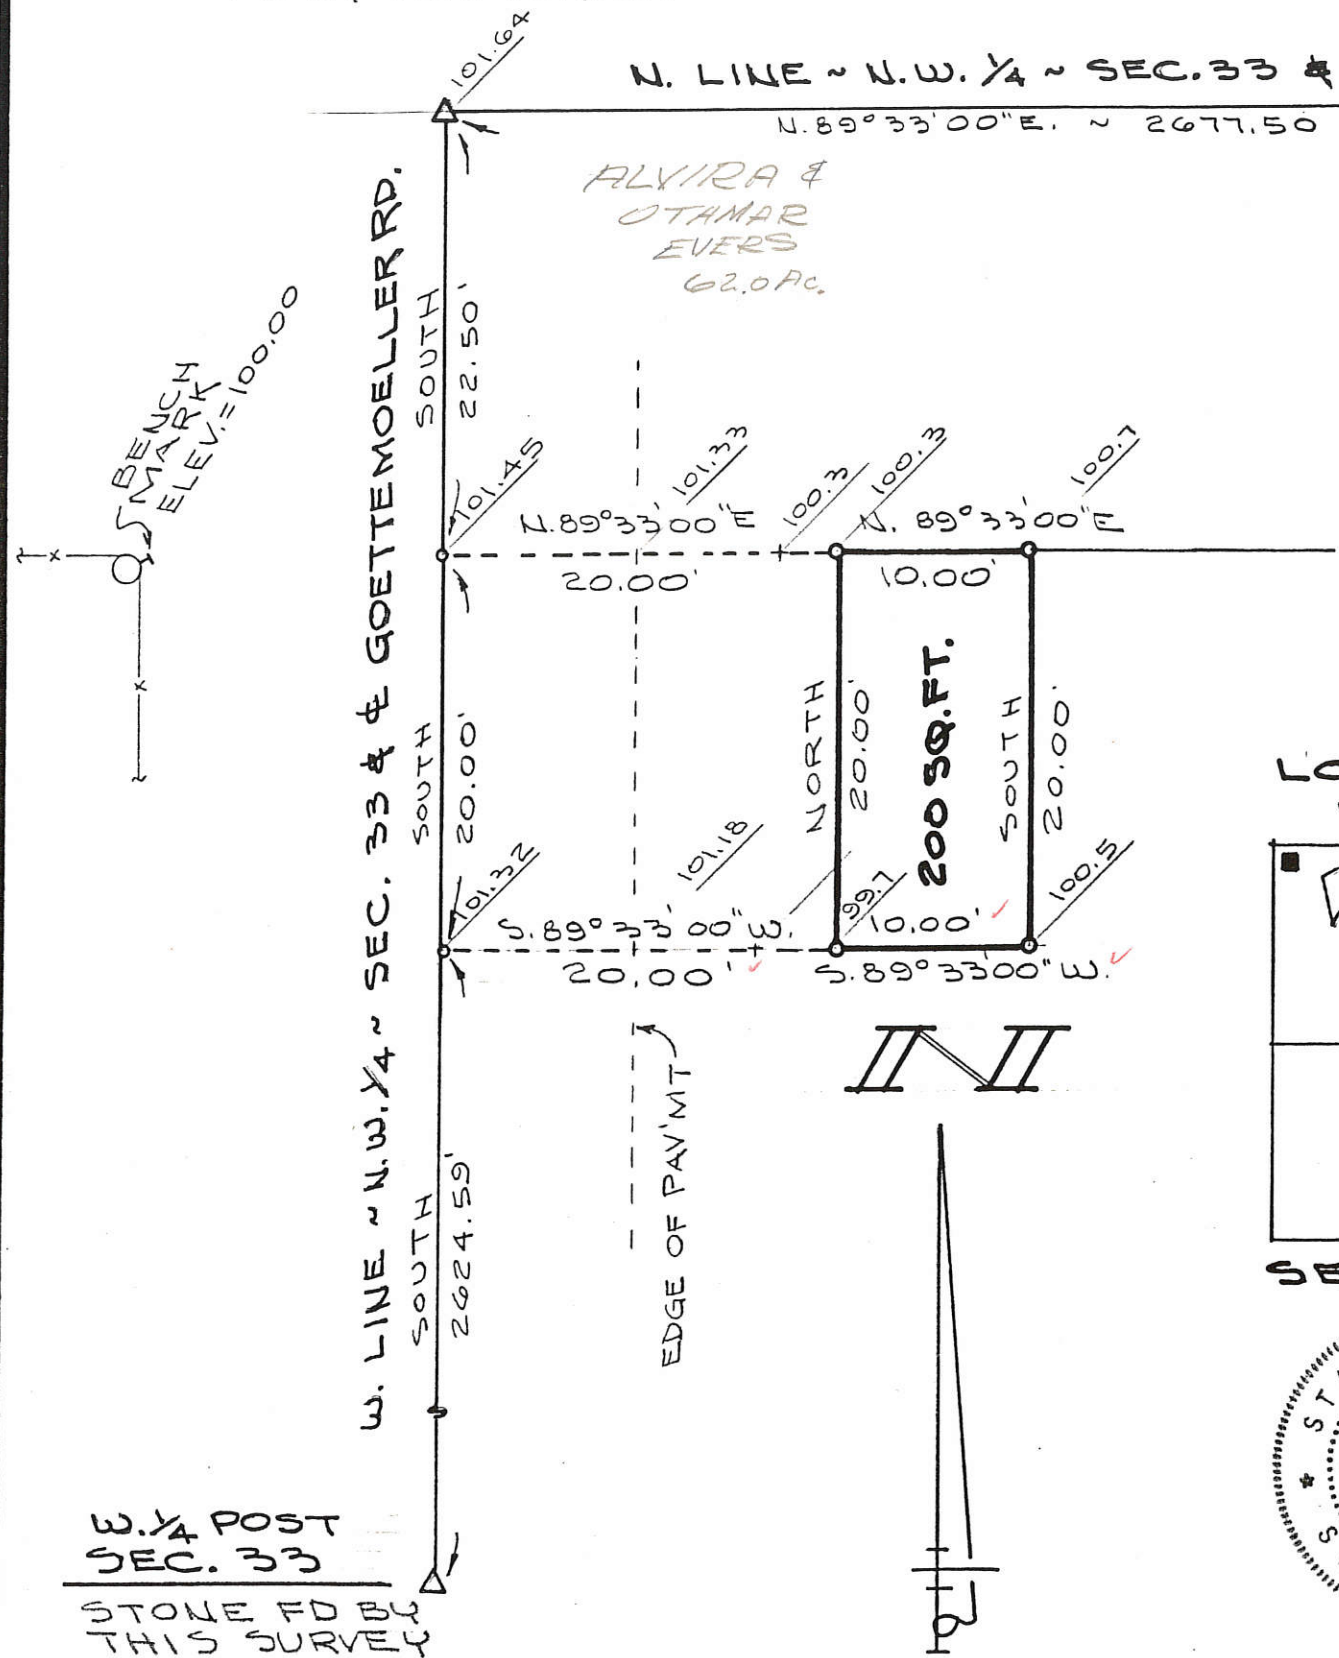 101.64
N. LINE ~ N.W. 1/4 ~ SEC. 33 &
N. 89° 33' 00" E. ~ 2677.50
ALVIRA &
OTHMAR
EVERS
62.0 AC.
BENCH
MARK
ELEV. = 100.00
W. LINE ~ N.W. 1/4 ~ SEC. 33 & ℄ GOETTEMOELLER RD.
SOUTH
22.50'
101.45
101.33
100.3
100.3
100.7
N. 89° 33' 00" E
20.00'
N. 89° 33' 00" E
10.00'
SOUTH
20.00'
NORTH
20.00'
200 SQ. FT.
SOUTH
20.00'
101.32
101.18
99.7
100.5
S. 89° 33' 00" W.
20.00'
10.00'
S. 89° 33' 00" W.
LO
N
EDGE OF PAV'MT
SOUTH
2624.59'
SE
W. 1/4 POST
SEC. 33
STONE FD BY
THIS SURVEY
ST
S